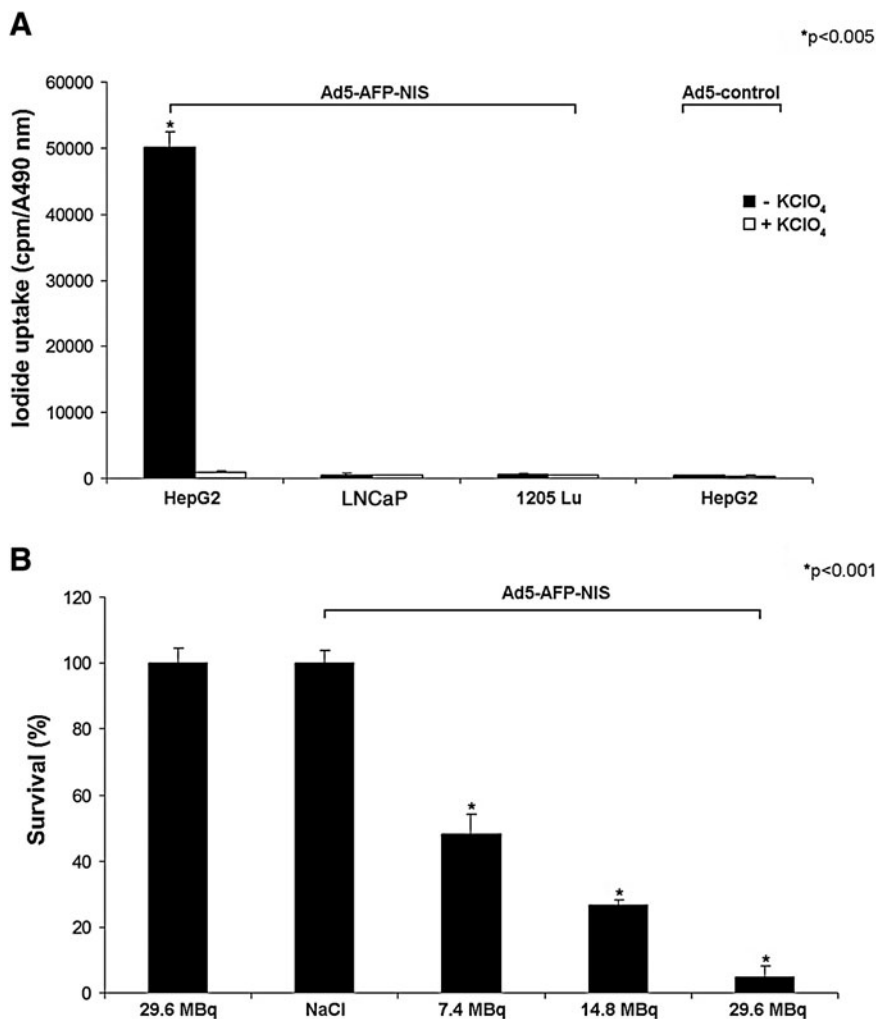 A
*p<0.005
60000
Ad5-AFP-NIS
Ad5-control
*
50000
- KClO₄
+ KClO₄
40000
30000
20000
10000
0
Iodide uptake (cpm/A490 nm)
HepG2
LNCaP
1205 Lu
HepG2
B
*p<0.001
Ad5-AFP-NIS
120
100
80
60
40
20
0
Survival (%)
*
*
*
29.6 MBq
NaCl
7.4 MBq
14.8 MBq
29.6 MBq